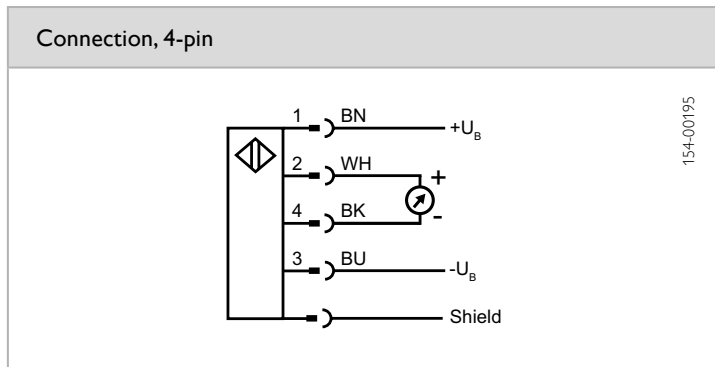 Connection, 4-pin
1 BN +U_B
2 WH +
4 BK -
3 BU -U_B
Shield
154-00195